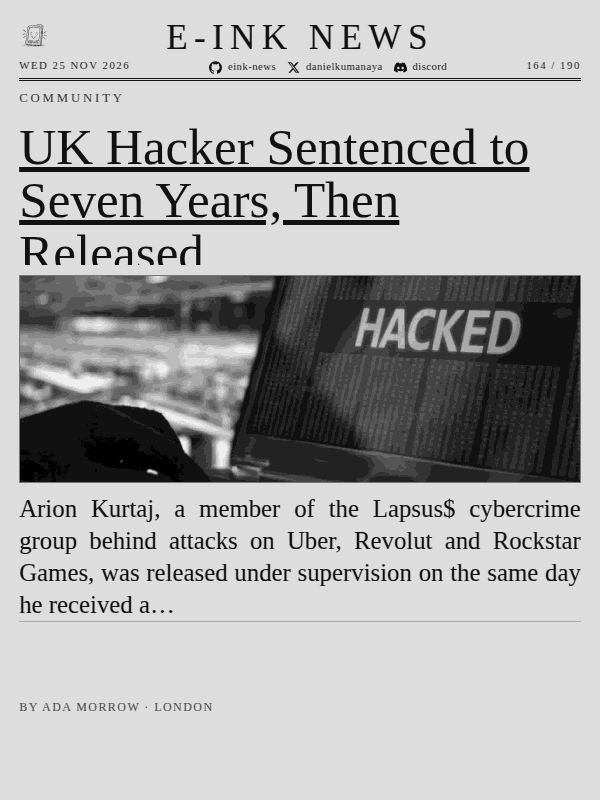 E-INK NEWS
WED 25 NOV 2026
eink-news
danielkumanaya
discord
164 / 190
COMMUNITY
UK Hacker Sentenced to
Seven Years, Then
Released
HACKED
Arion Kurtaj, a member of the Lapsus$ cybercrime
group behind attacks on Uber, Revolut and Rockstar
Games, was released under supervision on the same day
he received a…
BY ADA MORROW · LONDON